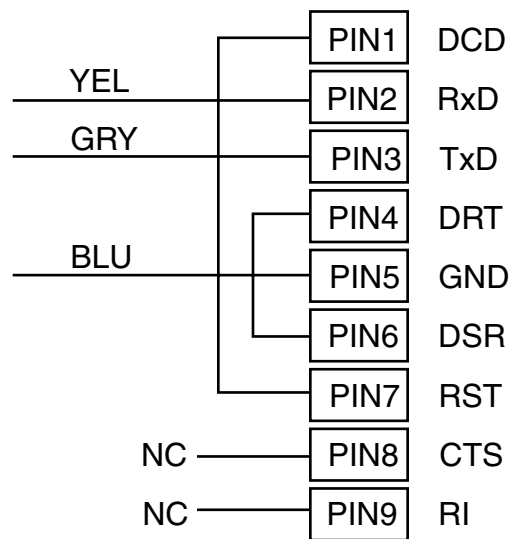 PIN1 DCD
YEL PIN2 RxD
GRY PIN3 TxD
PIN4 DRT
BLU PIN5 GND
PIN6 DSR
PIN7 RST
NC PIN8 CTS
NC PIN9 RI